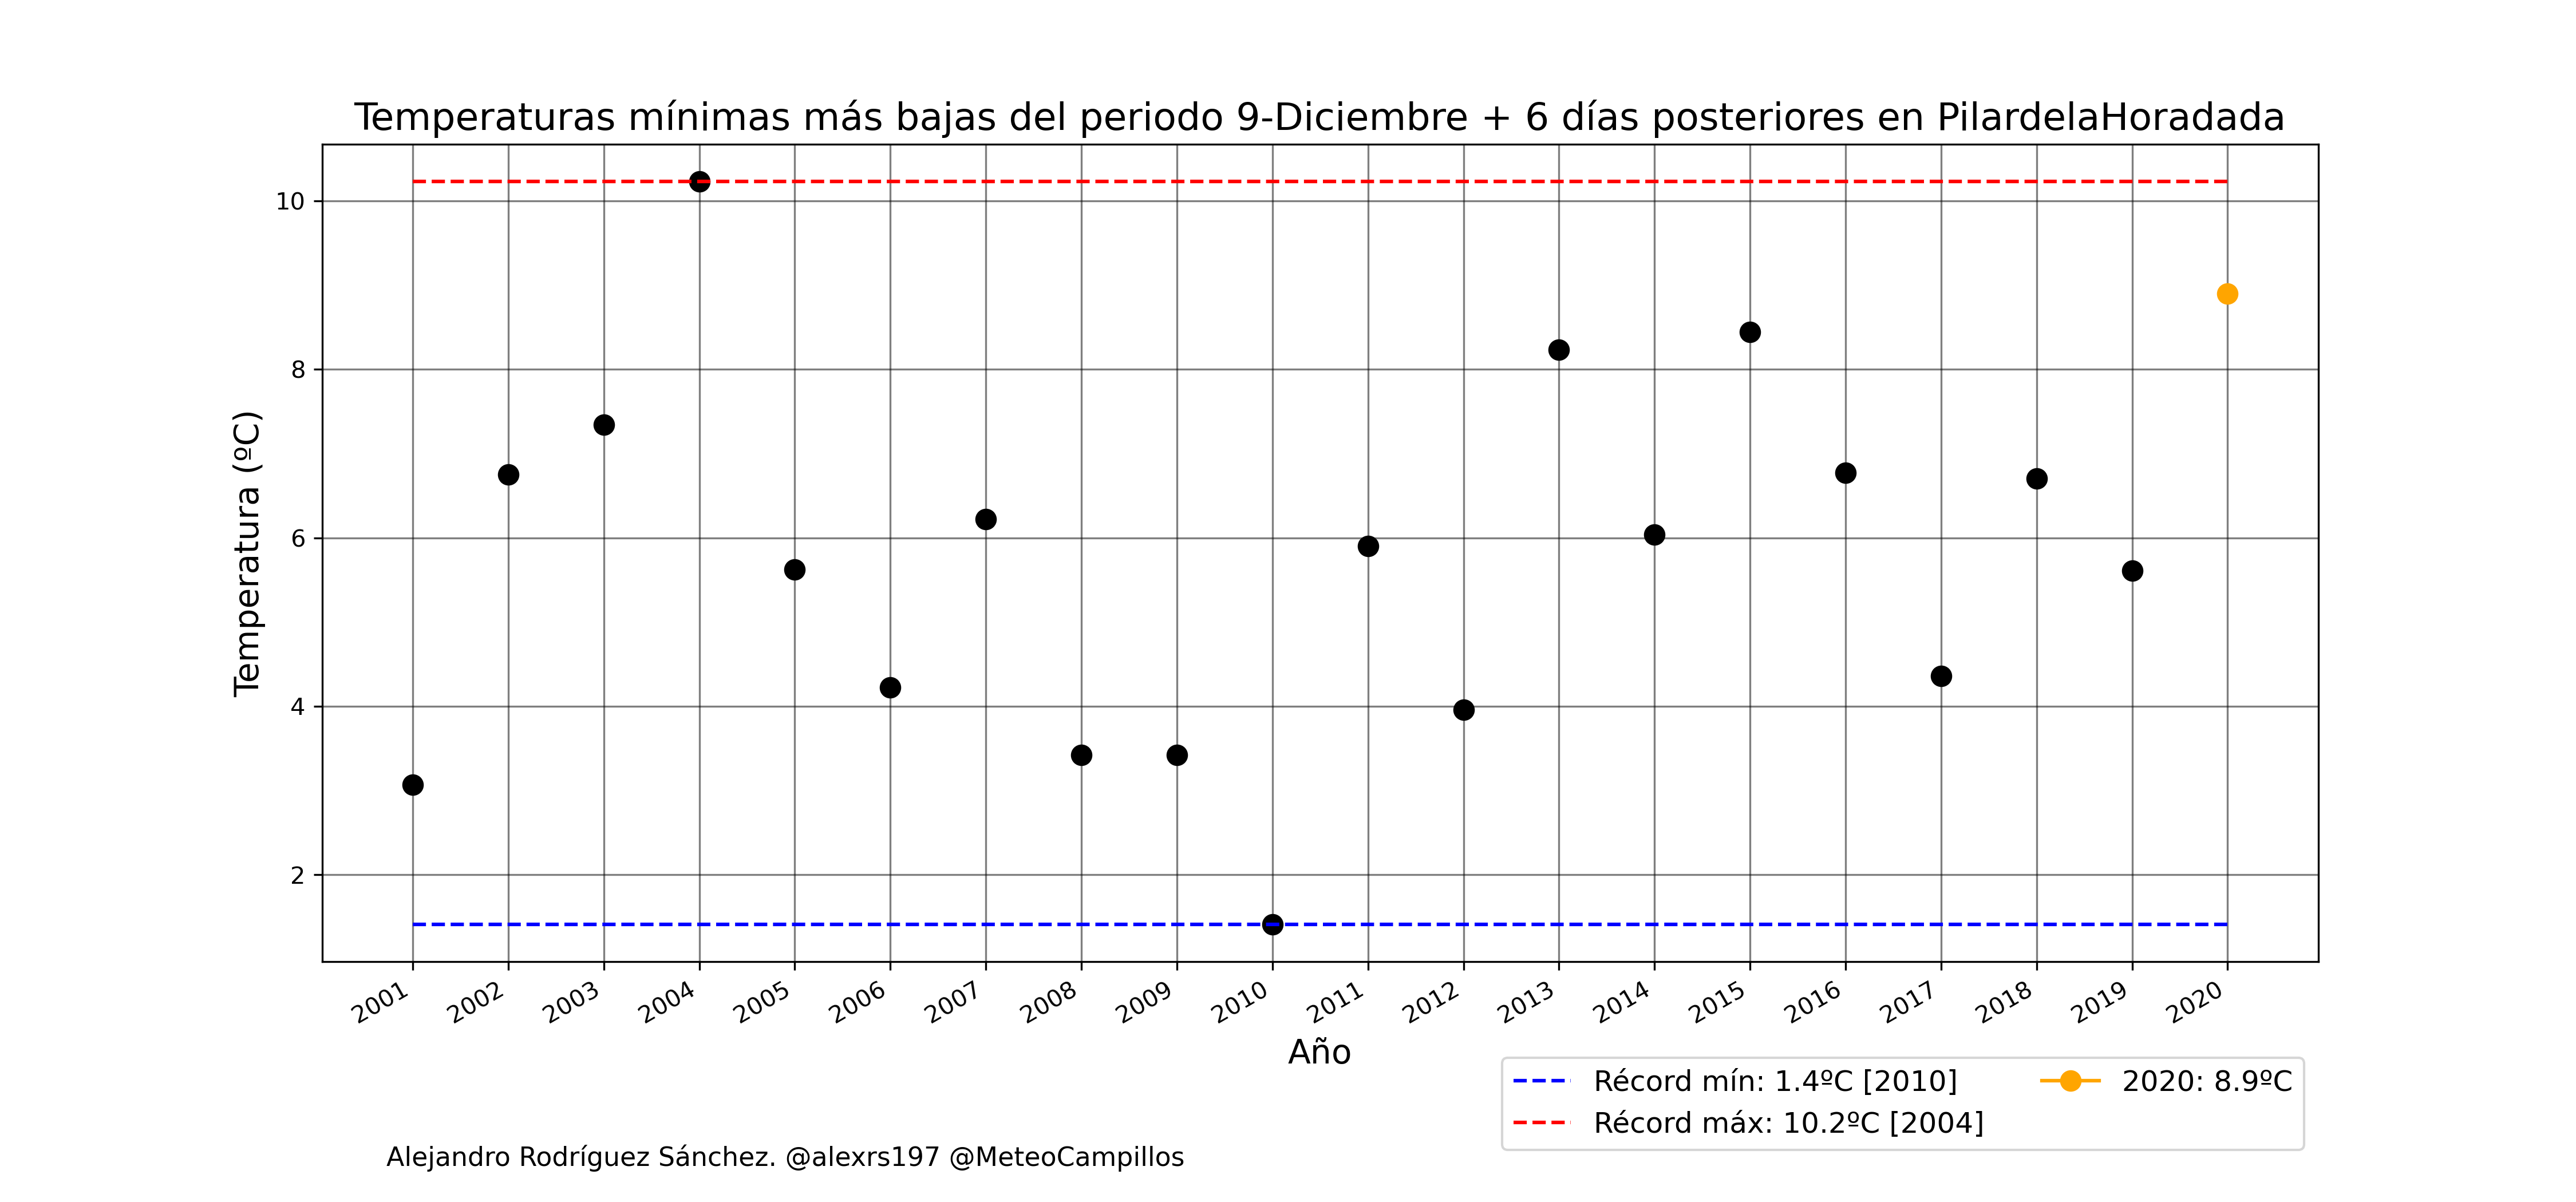 Temperaturas mínimas más bajas del periodo 9-Diciembre + 6 días posteriores en PilardelaHoradada
Temperatura (ºC)
10
8
6
4
2
2001 2002 2003 2004 2005 2006 2007 2008 2009 2010 2011 2012 2013 2014 2015 2016 2017 2018 2019 2020
Año
Récord mín: 1.4ºC [2010]
Récord máx: 10.2ºC [2004]
2020: 8.9ºC
Alejandro Rodríguez Sánchez. @alexrs197 @MeteoCampillos